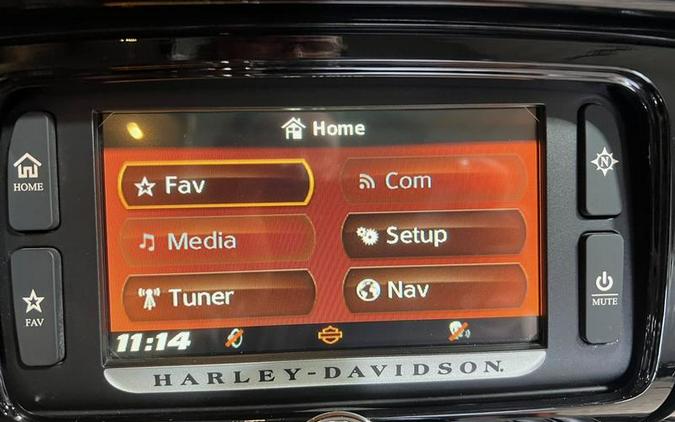 Home
Fav
Com
Media
Setup
Tuner
Nav
11:14
HOME
FAV
N
MUTE
HARLEY-DAVIDSON